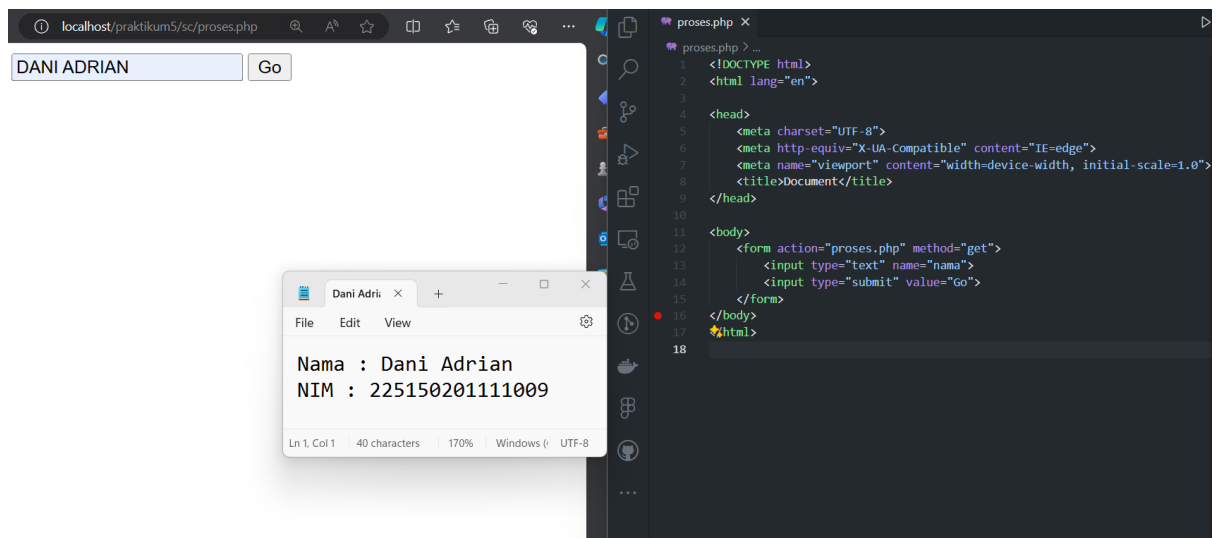 localhost/praktikum5/sc/proses.php
DANI ADRIAN Go
Dani Adri
File Edit View
Nama : Dani Adrian
NIM : 225150201111009
Ln 1, Col 1 40 characters 170% Windows ( UTF-8
proses.php
proses.php > ...
1 <!DOCTYPE html>
2 <html lang="en">
3
4 <head>
5 <meta charset="UTF-8">
6 <meta http-equiv="X-UA-Compatible" content="IE=edge">
7 <meta name="viewport" content="width=device-width, initial-scale=1.0">
8 <title>Document</title>
9 </head>
10
11 <body>
12 <form action="proses.php" method="get">
13 <input type="text" name="nama">
14 <input type="submit" value="Go">
15 </form>
16 </body>
17 html>
18